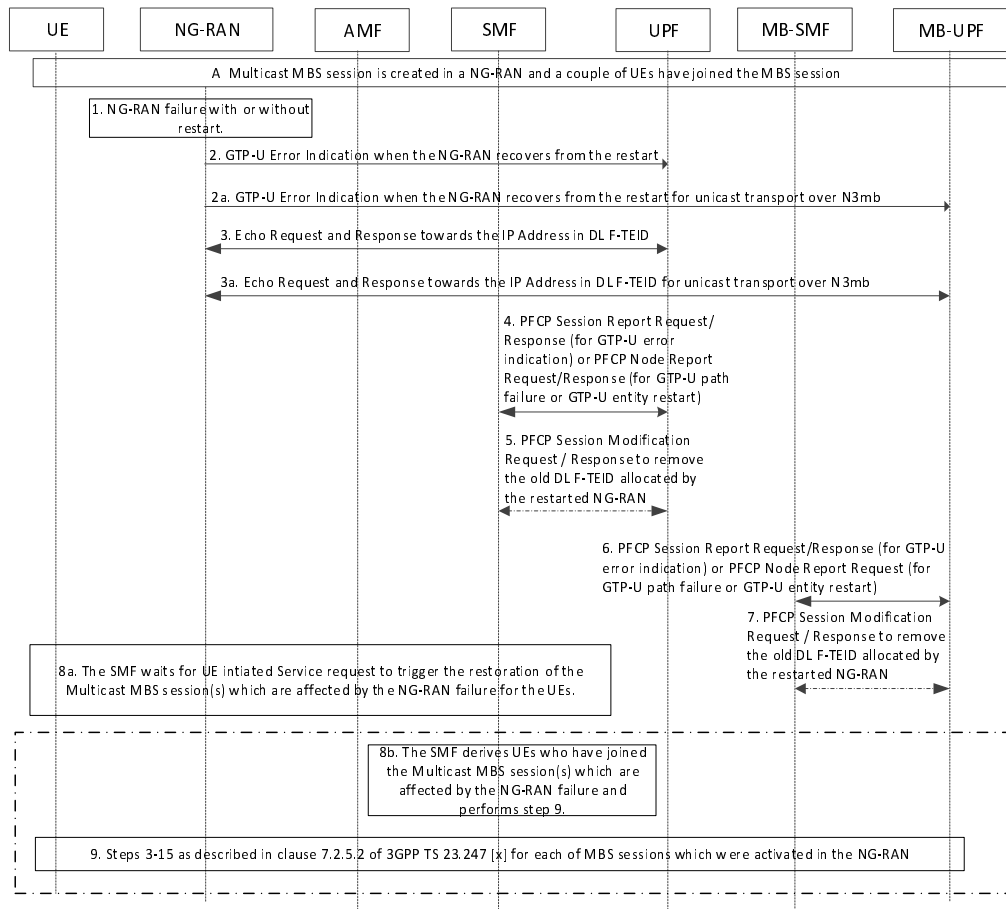 UE NG-RAN AMF SMF UPF MB-SMF MB-UPF
A Multicast MBS session is created in a NG-RAN and a couple of UEs have joined the MBS session
1. NG-RAN failure with or without
restart.
2. GTP-U Error Indication when the NG-RAN recovers from the restart
2a. GTP-U Error Indication when the NG-RAN recovers from the restart for unicast transport over N3mb
3. Echo Request and Response towards the IP Address in DL F-TEID
3a. Echo Request and Response towards the IP Address in DL F-TEID for unicast transport over N3mb
4. PFCP Session Report Request/
Response (for GTP-U error
indication) or PFCP Node Report
Request/Response (for GTP-U path
failure or GTP-U entity restart)
5. PFCP Session Modification
Request / Response to remove
the old DL F-TEID allocated by
the restarted NG-RAN
6. PFCP Session Report Request/Response (for GTP-U
error indication) or PFCP Node Report Request (for
GTP-U path failure or GTP-U entity restart)
7. PFCP Session Modification
Request / Response to remove
the old DL F-TEID allocated by
the restarted NG-RAN
8a. The SMF waits for UE intiated Service request to trigger the restoration of the
Multicast MBS session(s) which are affected by the NG-RAN failure for the UEs.
8b. The SMF derives UEs who have joined
the Multicast MBS session(s) which are
affected by the NG-RAN failure and
performs step 9.
9. Steps 3-15 as described in clause 7.2.5.2 of 3GPP TS 23.247 [x] for each of MBS sessions which were activated in the NG-RAN